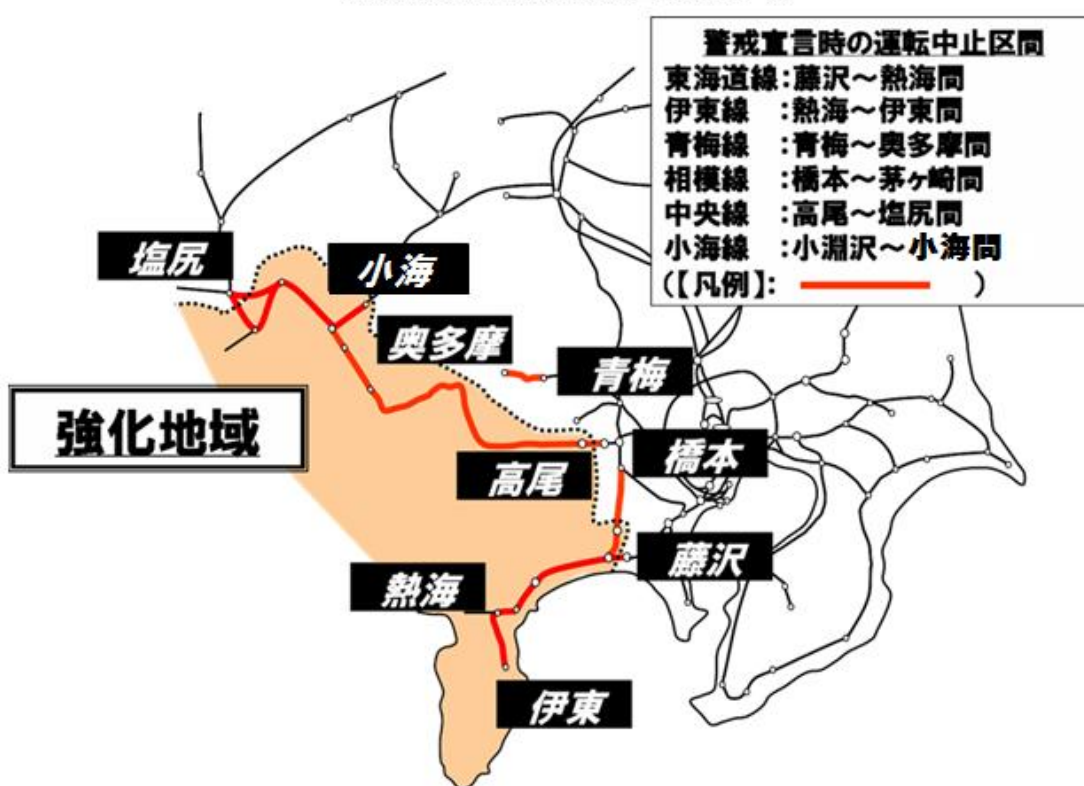 警戒宣言時の運転中止区間
東海道線:藤沢～熱海間
伊東線 :熱海～伊東間
青梅線 :青梅～奥多摩間
相模線 :橋本～茅ヶ崎間
中央線 :高尾～塩尻間
小海線 :小淵沢～小海間
(【凡例】: )
塩尻
小海
奥多摩
青梅
強化地域
橋本
高尾
藤沢
熱海
伊東